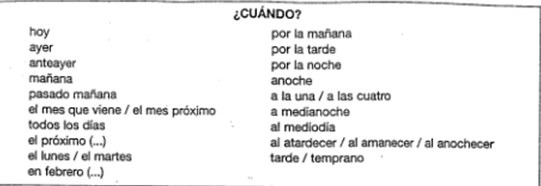 ¿CUÁNDO?
hoy
ayer
anteayer
mañana
pasado mañana
el mes que viene / el mes próximo
todos los días
el próximo (...)
el lunes / el martes
en febrero (...)
por la mañana
por la tarde
por la noche
anoche
a la una / a las cuatro
a medianoche
al mediodía
al atardecer / al amanecer / al anochecer
tarde / temprano